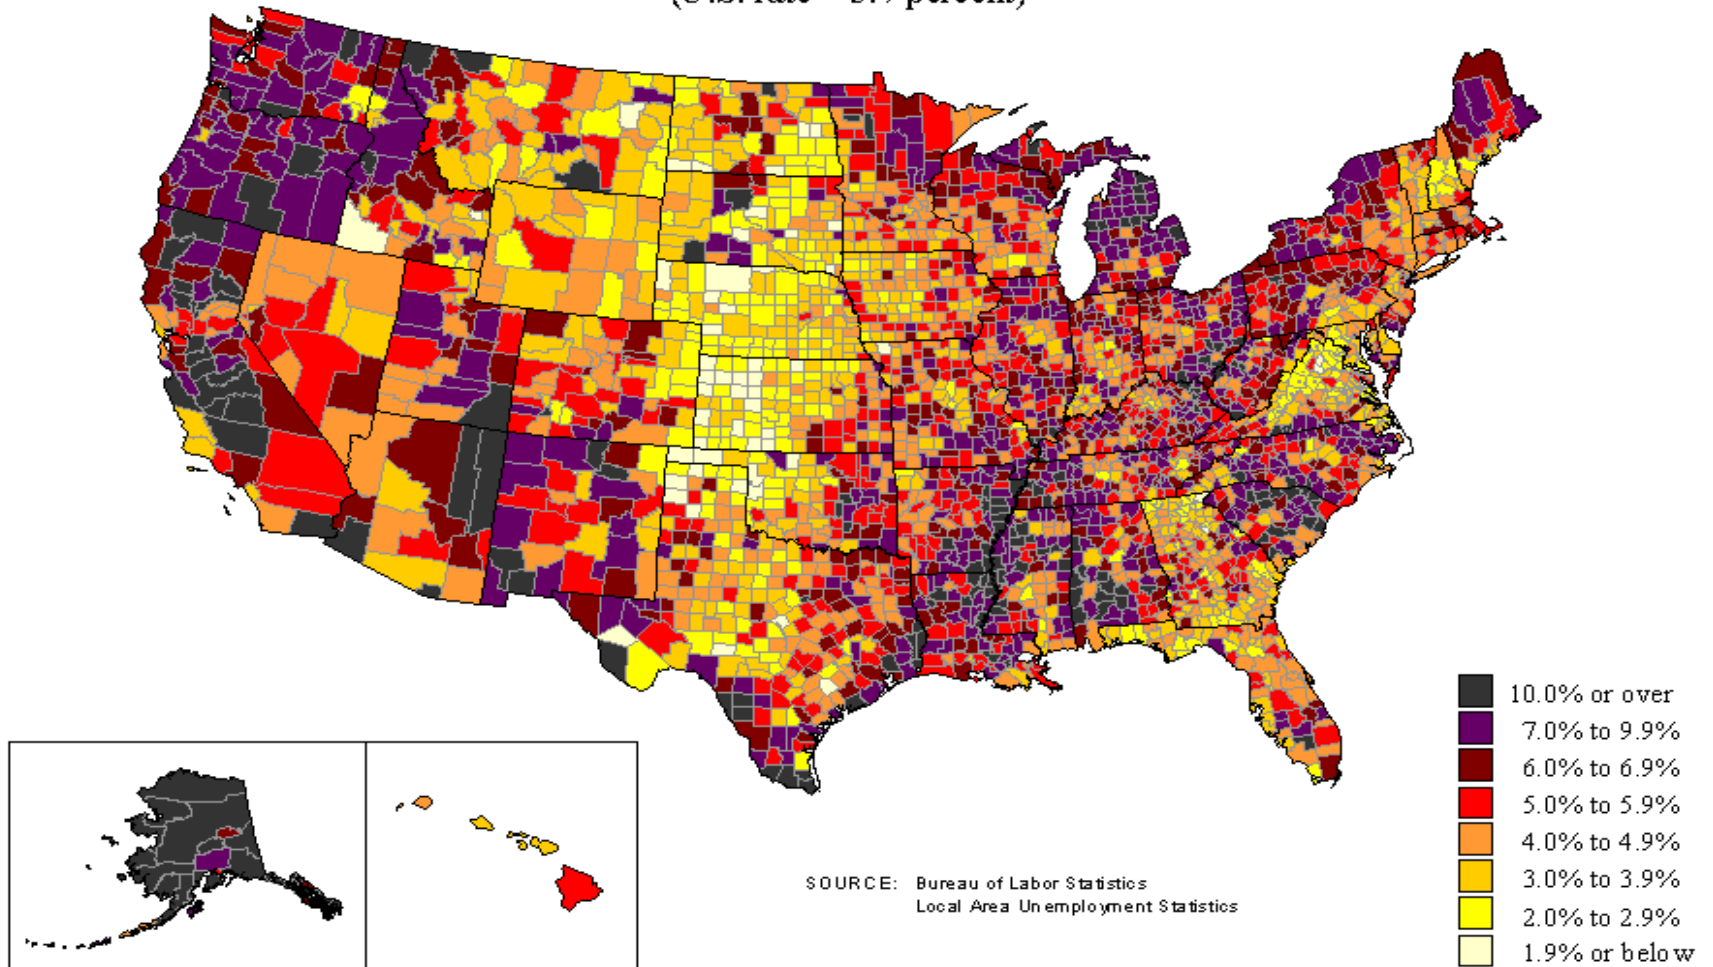 10.0% or over
7.0% to 9.9%
6.0% to 6.9%
5.0% to 5.9%
4.0% to 4.9%
3.0% to 3.9%
2.0% to 2.9%
1.9% or below
SOURCE: Bureau of Labor Statistics
Local Area Unemployment Statistics